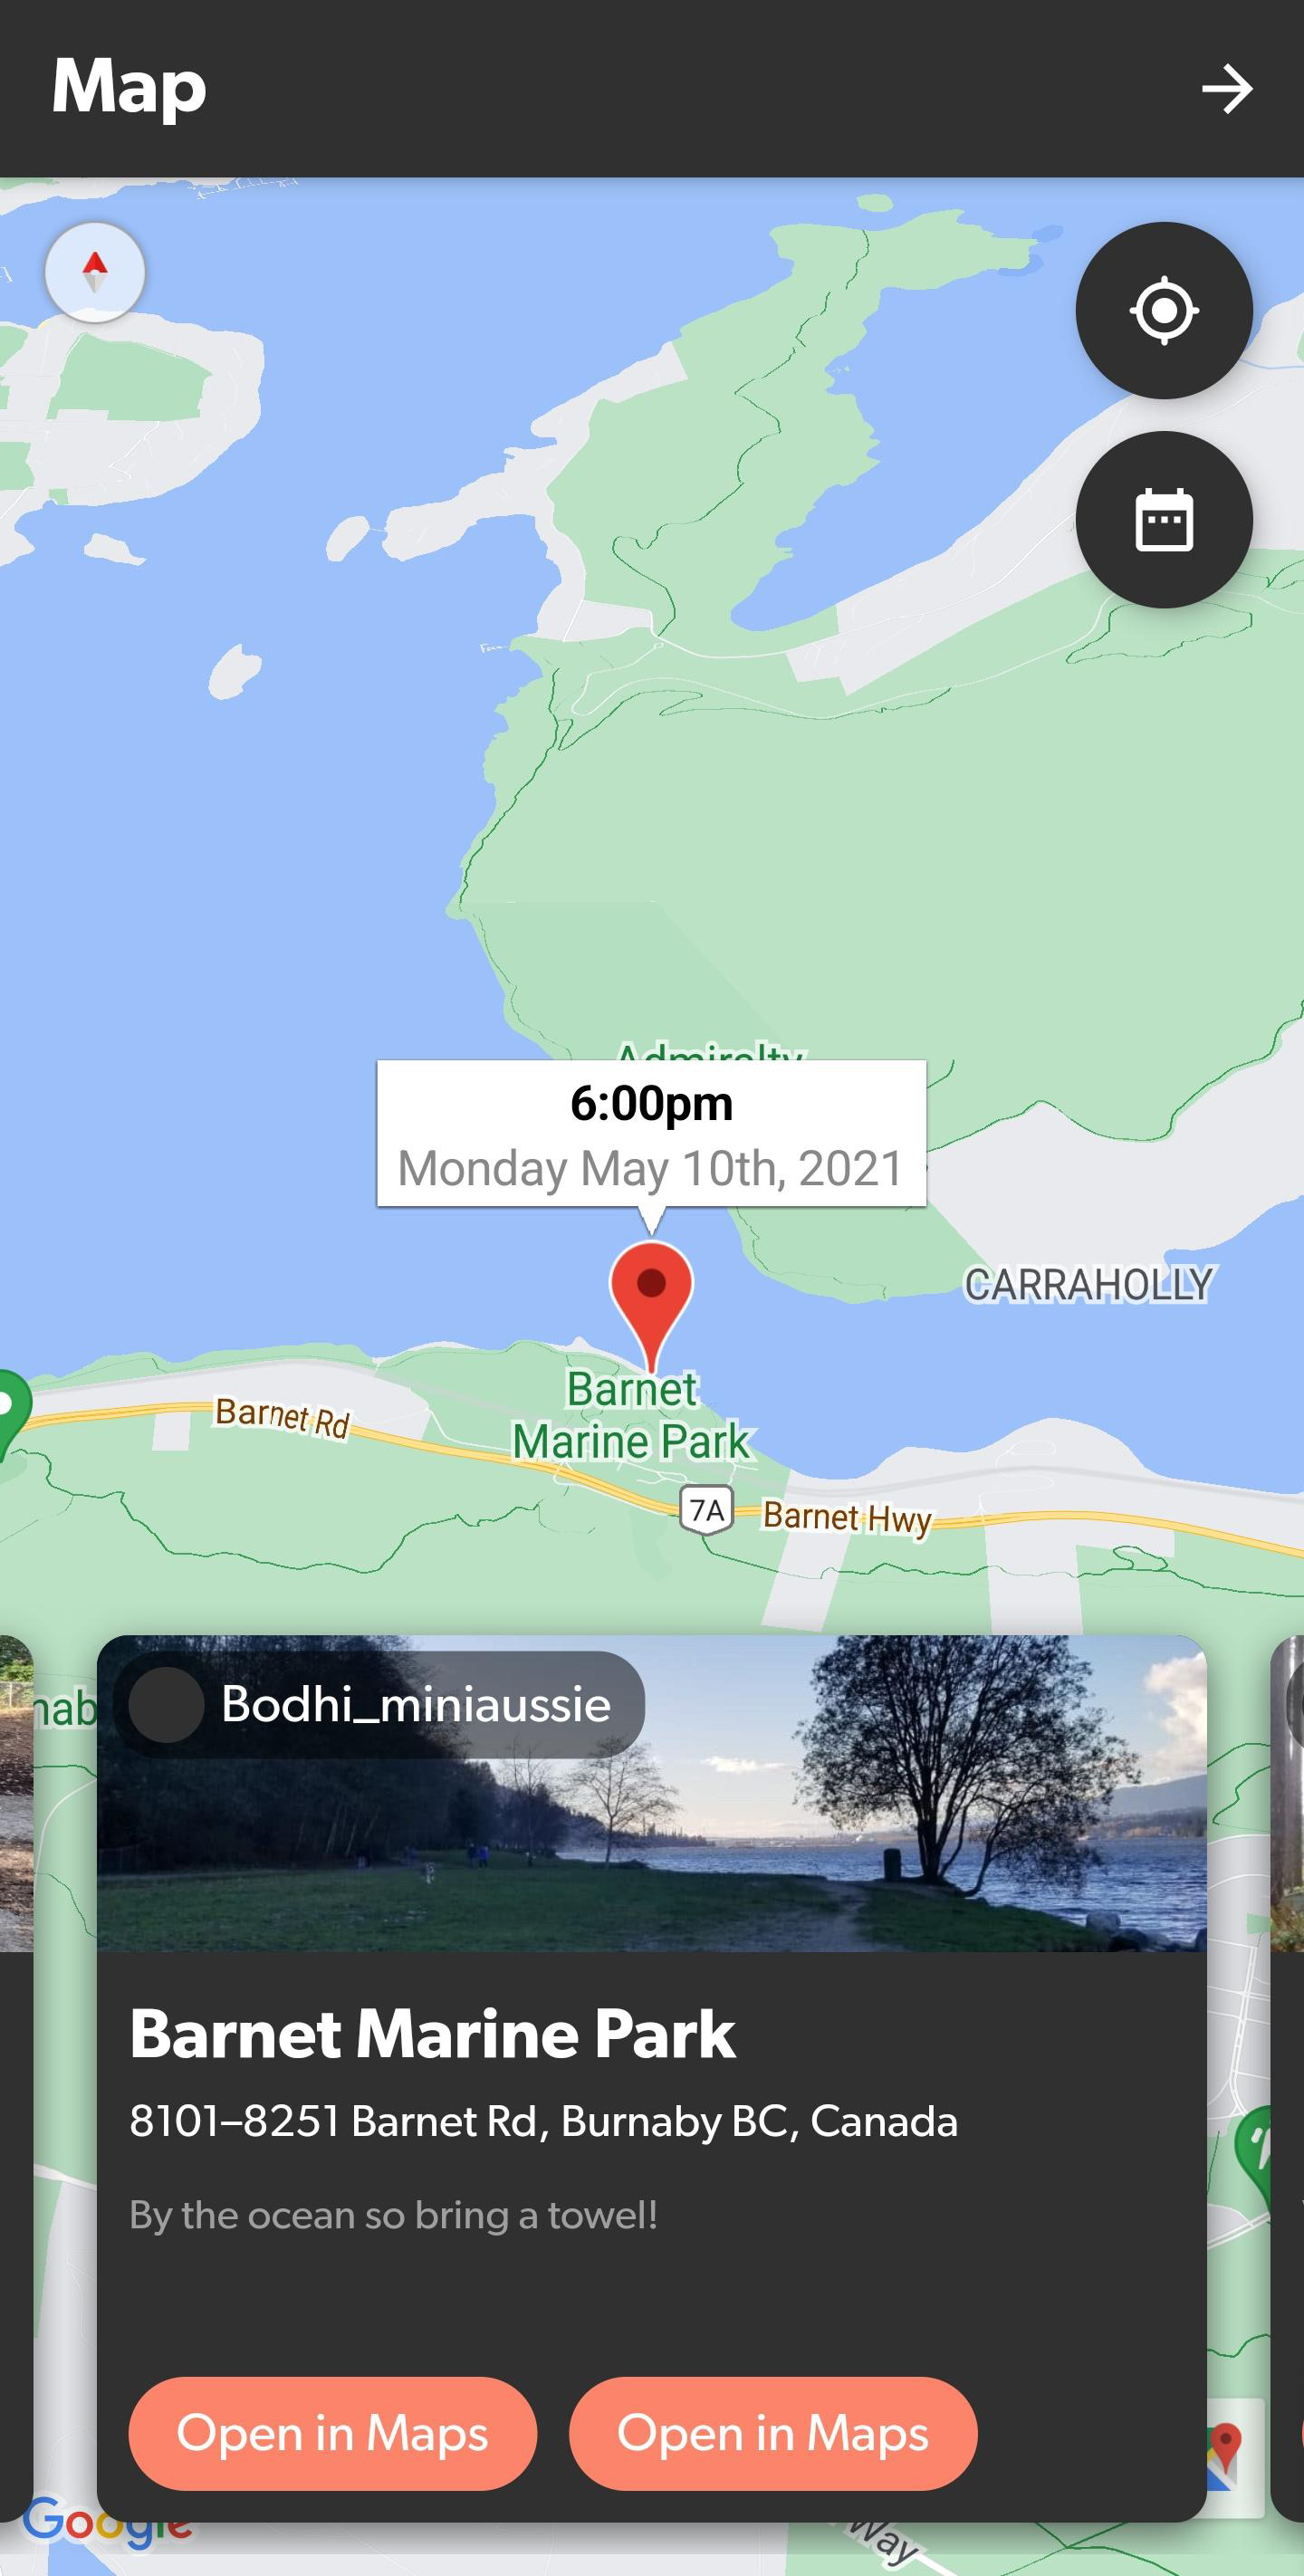 Map
6:00pm
Monday May 10th, 2021
CARRAHOLLY
Barnet
Marine Park
Barnet Rd
7A
Barnet Hwy
Bodhi_miniaussie
Barnet Marine Park
8101–8251 Barnet Rd, Burnaby BC, Canada
By the ocean so bring a towel!
Open in Maps
Open in Maps
Google
Way